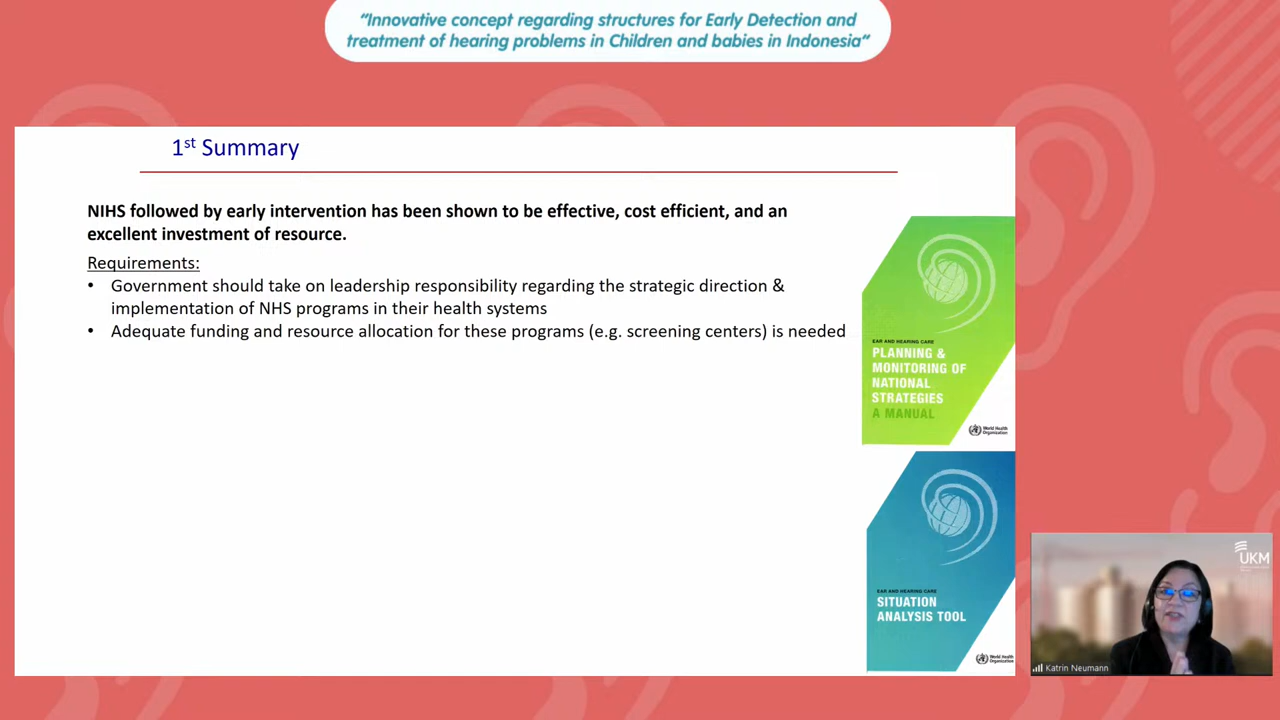 “Innovative concept regarding structures for Early Detection and
treatment of hearing problems in Children and babies in Indonesia“
1st Summary
NIHS followed by early intervention has been shown to be effective, cost efficient, and an
excellent investment of resource.
Requirements:
• Government should take on leadership responsibility regarding the strategic direction &
implementation of NHS programs in their health systems
• Adequate funding and resource allocation for these programs (e.g. screening centers) is needed
EAR AND HEARING CARE
PLANNING &
MONITORING OF
NATIONAL
STRATEGIES
A MANUAL
World Health
Organization
EAR AND HEARING CARE
SITUATION
ANALYSIS TOOL
World Health
Organization
UKM
Katrin Neumann